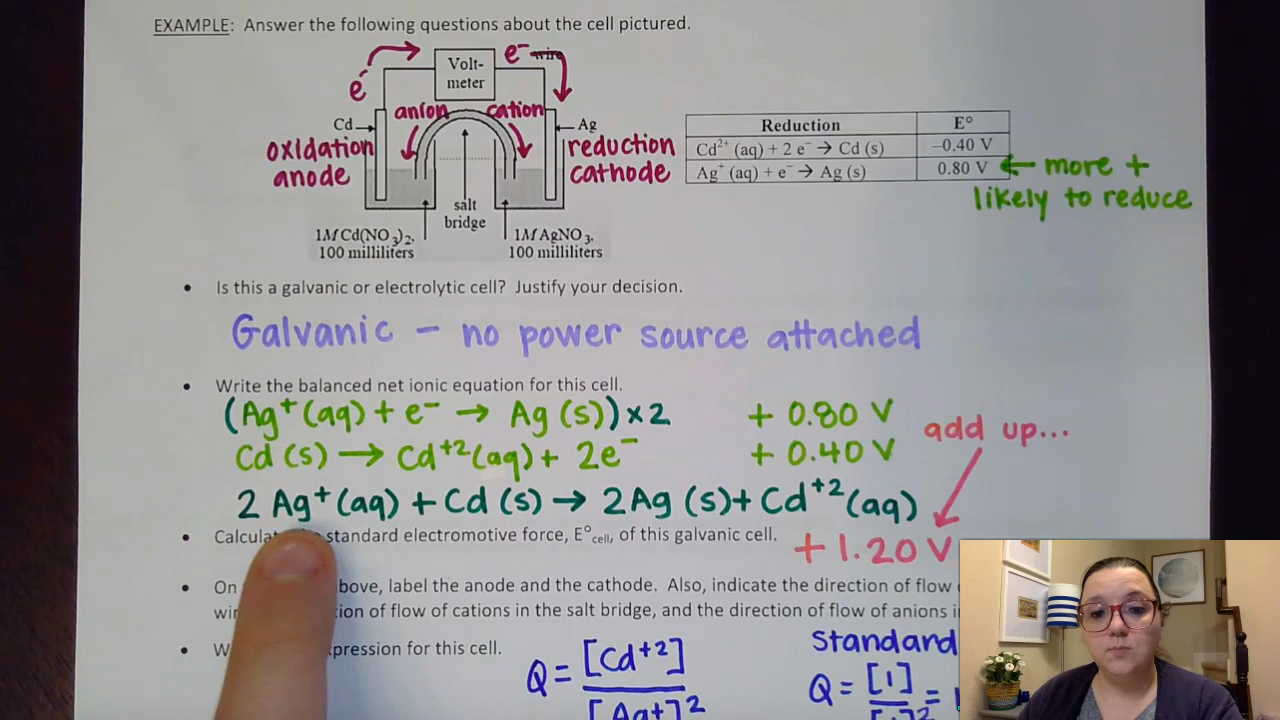 EXAMPLE: Answer the following questions about the cell pictured.
e⁻
e⁻ wire
Volt-
meter
anion
cation
Cd
Ag
oxidation
anode
reduction
cathode
salt
bridge
1M Cd(NO₃)₂,
100 milliliters
1M AgNO₃,
100 milliliters
Reduction E°
Cd²⁺ (aq) + 2 e⁻ → Cd (s) −0.40 V
Ag⁺ (aq) + e⁻ → Ag (s) 0.80 V
← more +
likely to reduce
• Is this a galvanic or electrolytic cell? Justify your decision.
Galvanic – no power source attached
• Write the balanced net ionic equation for this cell.
(Ag⁺(aq) + e⁻ → Ag (s)) x2 + 0.80 V
Cd (s) → Cd⁺²(aq) + 2e⁻ + 0.40 V
add up...
2 Ag⁺(aq) + Cd (s) → 2Ag (s) + Cd⁺²(aq)
• standard electromotive force, E°cell, of this galvanic cell.
+ 1.20 V
• On bove, label the anode and the cathode. Also, indicate the direction of flow
ion of flow of cations in the salt bridge, and the direction of flow of anions
• pression for this cell.
Q = [Cd⁺²]
[Ag+]²
Standard
Q = [1] =